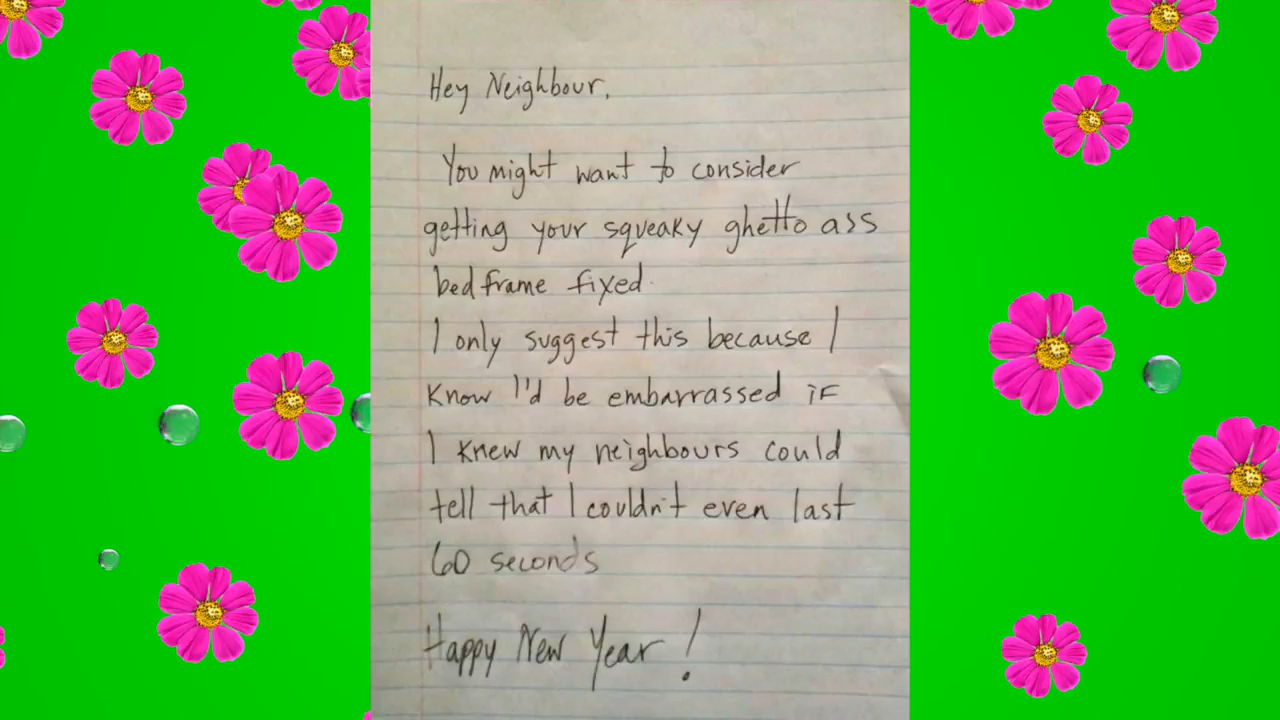 Hey Neighbour,
You might want to consider
getting your squeaky ghetto ass
bedframe fixed.
I only suggest this because I
know I'd be embarrassed if
I knew my neighbours could
tell that I couldn't even last
60 seconds
Happy New Year!